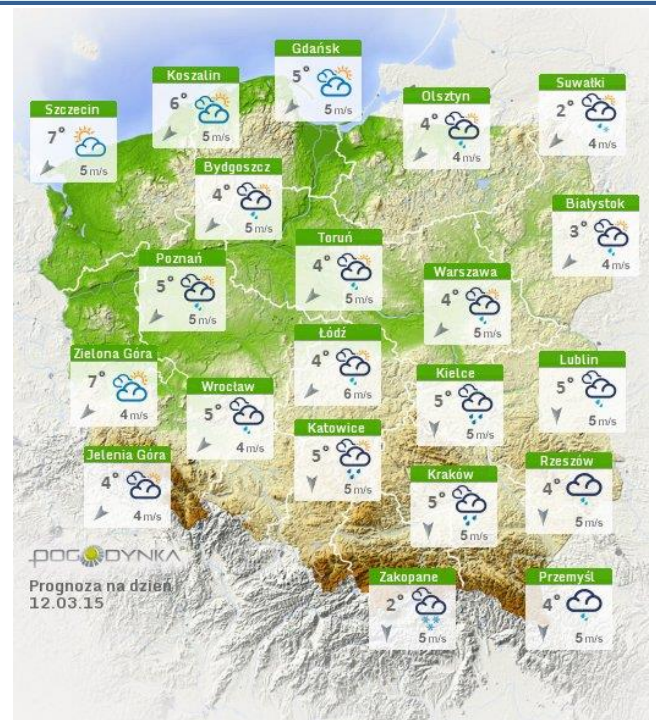 Gdańsk
5°
5 m/s
Koszalin
6°
5 m/s
Suwałki
2°
4 m/s
Olsztyn
4°
4 m/s
Szczecin
7°
5 m/s
Bydgoszcz
4°
5 m/s
Białystok
3°
4 m/s
Toruń
4°
5 m/s
Poznań
5°
5 m/s
Warszawa
4°
5 m/s
Łódź
4°
6 m/s
Zielona Góra
7°
4 m/s
Lublin
5°
5 m/s
Kielce
5°
5 m/s
Wrocław
5°
4 m/s
Katowice
5°
5 m/s
Jelenia Góra
4°
4 m/s
Rzeszów
4°
5 m/s
Kraków
5°
5 m/s
POGODYNKA
Prognoza na dzień
12.03.15
Zakopane
2°
5 m/s
Przemyśl
4°
5 m/s